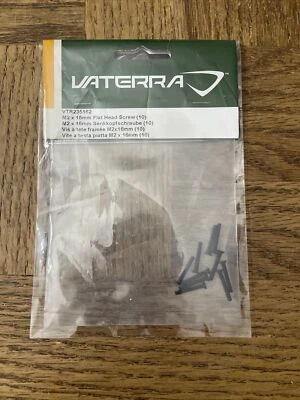 VATERRA
VTR235162
M2 x 16mm Flat Head Screw (10)
M2 x 16mm Senkkopfschraube (10)
Vis à tête fraisée M2x16mm (10)
Vite a testa piatta M2 x 16mm (10)